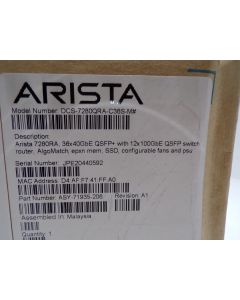 ARISTA
Model Number: DCS-7280QRA-C36S-M#
Description:
Arista 7280RA, 36x40GbE QSFP+ with 12x100GbE QSFP switch
router, AlgoMatch, expn mem, SSD, configurable fans and psu
Serial Number: JPE20440592
MAC Address: D4:AF:F7:41:FF:A0
Part Number: ASY-71935-206 Revision: A1
Assembled In: Malaysia
Quantity: 1